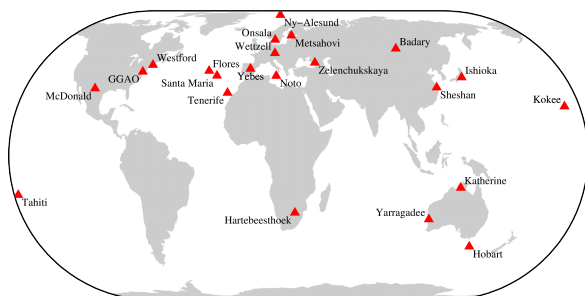 Ny-Alesund
Onsala
Metsahovi
Wettzell
Badary
Westford
Flores
GGAO
Yebes
Zelenchukskaya
Ishioka
Santa Maria
Noto
McDonald
Tenerife
Sheshan
Kokee
Katherine
Tahiti
Hartebeesthoek
Yarragadee
Hobart